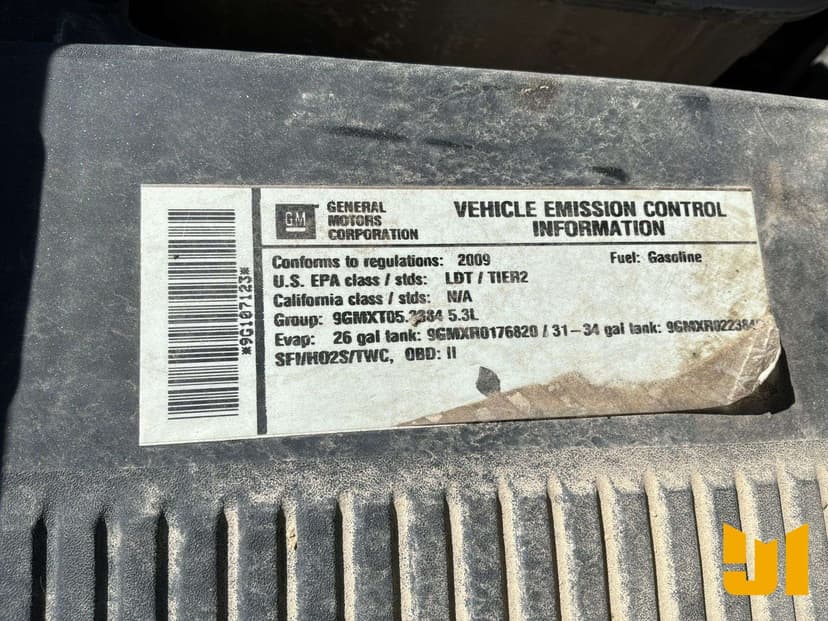 GM
GENERAL
MOTORS
CORPORATION
VEHICLE EMISSION CONTROL
INFORMATION
Conforms to regulations: 2009 Fuel: Gasoline
U.S. EPA class / stds: LDT / TIER2
California class / stds: N/A
Group: 5.3L
Evap: 26 gal tank: 9GMXR0176820 / 31-34 gal tank:
SFI/HO2S/TWC, OBD: II
*9G107123*